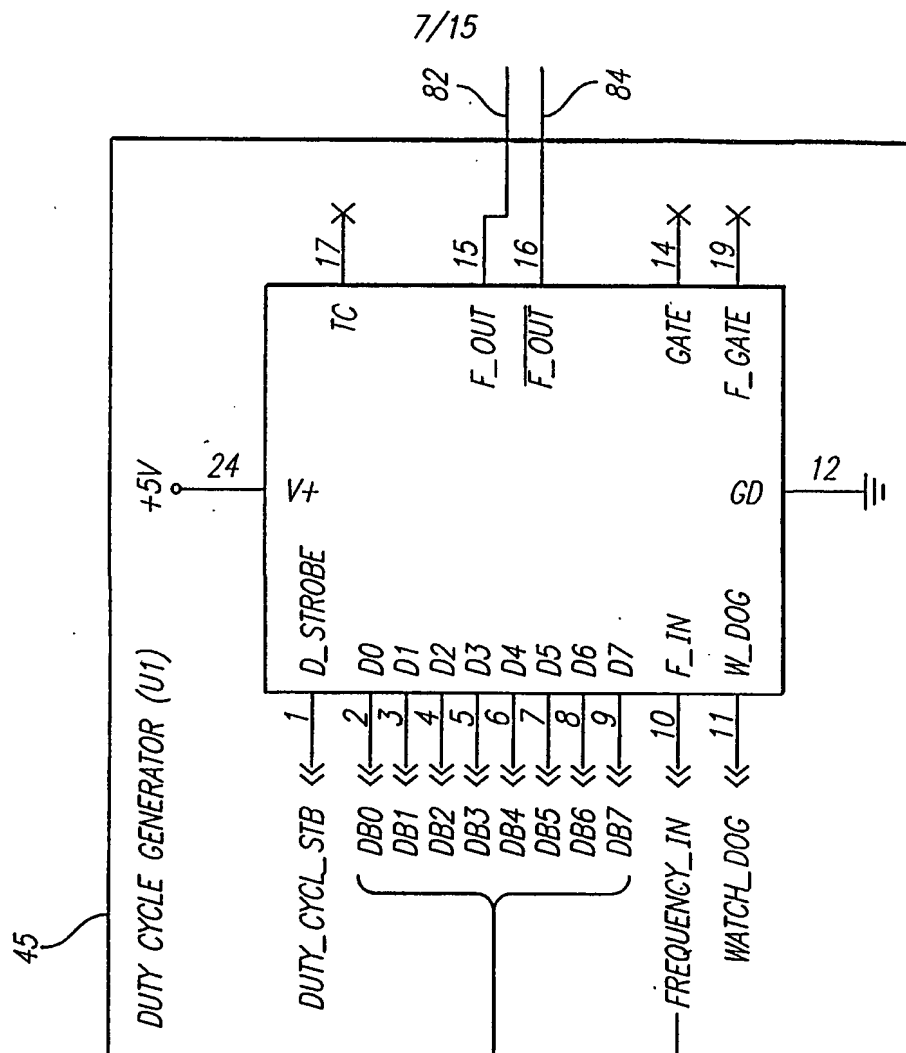 7/15
45
DUTY CYCLE GENERATOR (U1)
+5V
24
V+
DUTY_CYCL_STB
1
D_STROBE
DB0
2
D0
DB1
3
D1
DB2
4
D2
DB3
5
D3
DB4
6
D4
DB5
7
D5
DB6
8
D6
DB7
9
D7
FREQUENCY_IN
10
F_IN
WATCH_DOG
11
W_DOG
TC
17
F_OUT
15
82
F_OUT
16
84
GATE
14
F_GATE
19
GD
12